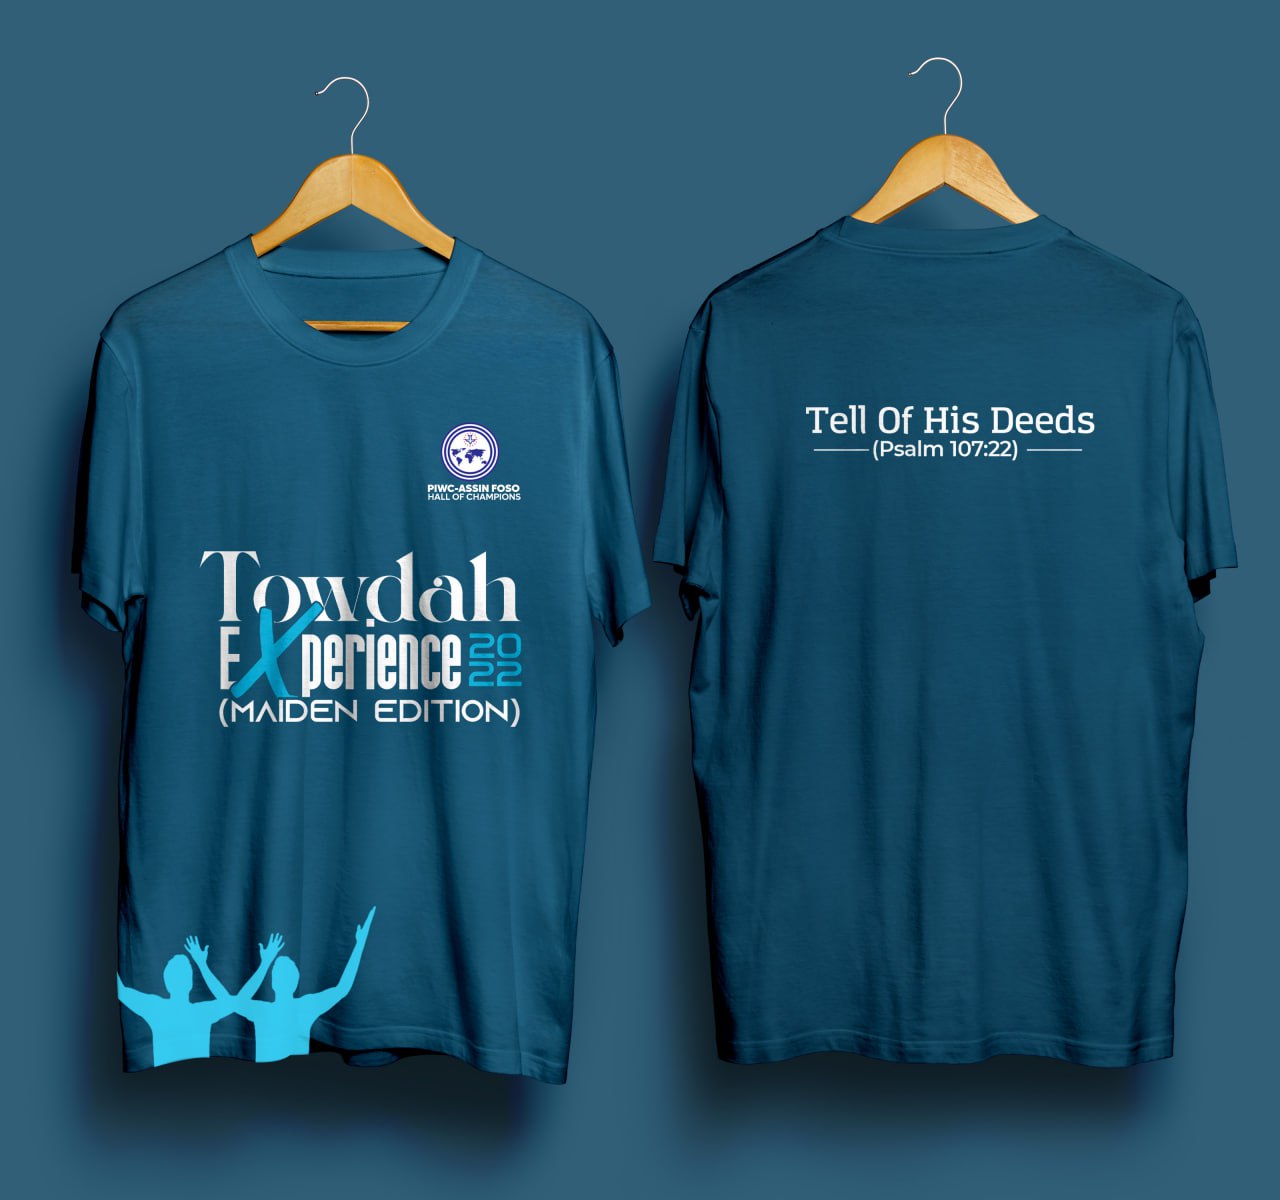 PIWC-ASSIN FOSO
HALL OF CHAMPIONS
Towdah
Experience 2022
(MAIDEN EDITION)
Tell Of His Deeds
(Psalm 107:22)